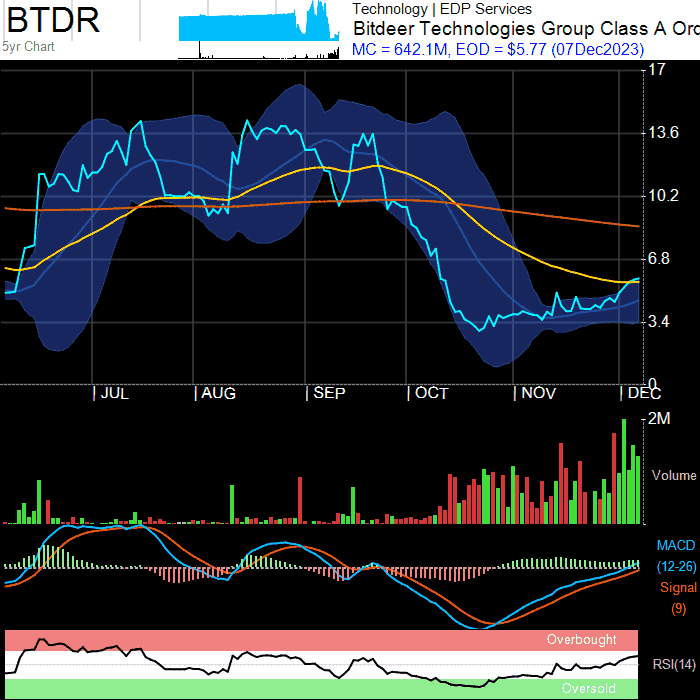 BTDR
5yr Chart
Technology | EDP Services
Bitdeer Technologies Group Class A Ord
MC = 642.1M, EOD = $5.77 (07Dec2023)
17
13.6
10.2
6.8
3.4
0
JUL AUG SEP OCT NOV DEC
2M
Volume
MACD
(12-26)
Signal
(9)
Overbought
RSI(14)
Oversold